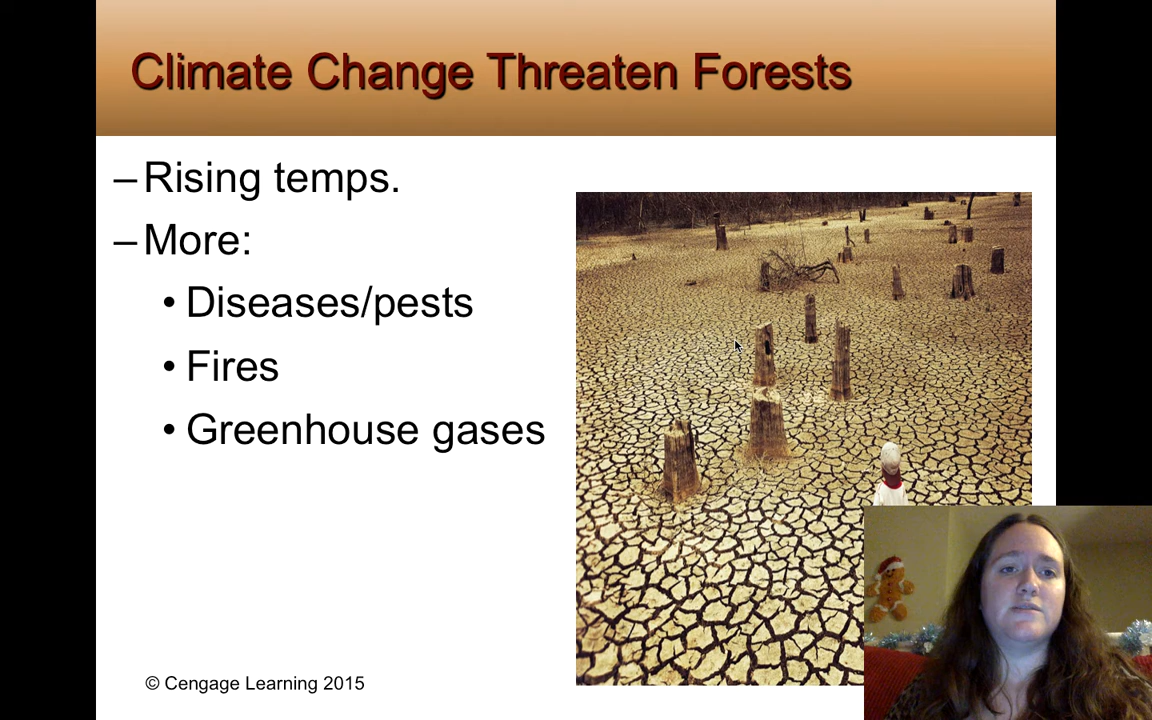 Climate Change Threaten Forests
– Rising temps.
– More:
• Diseases/pests
• Fires
• Greenhouse gases
© Cengage Learning 2015